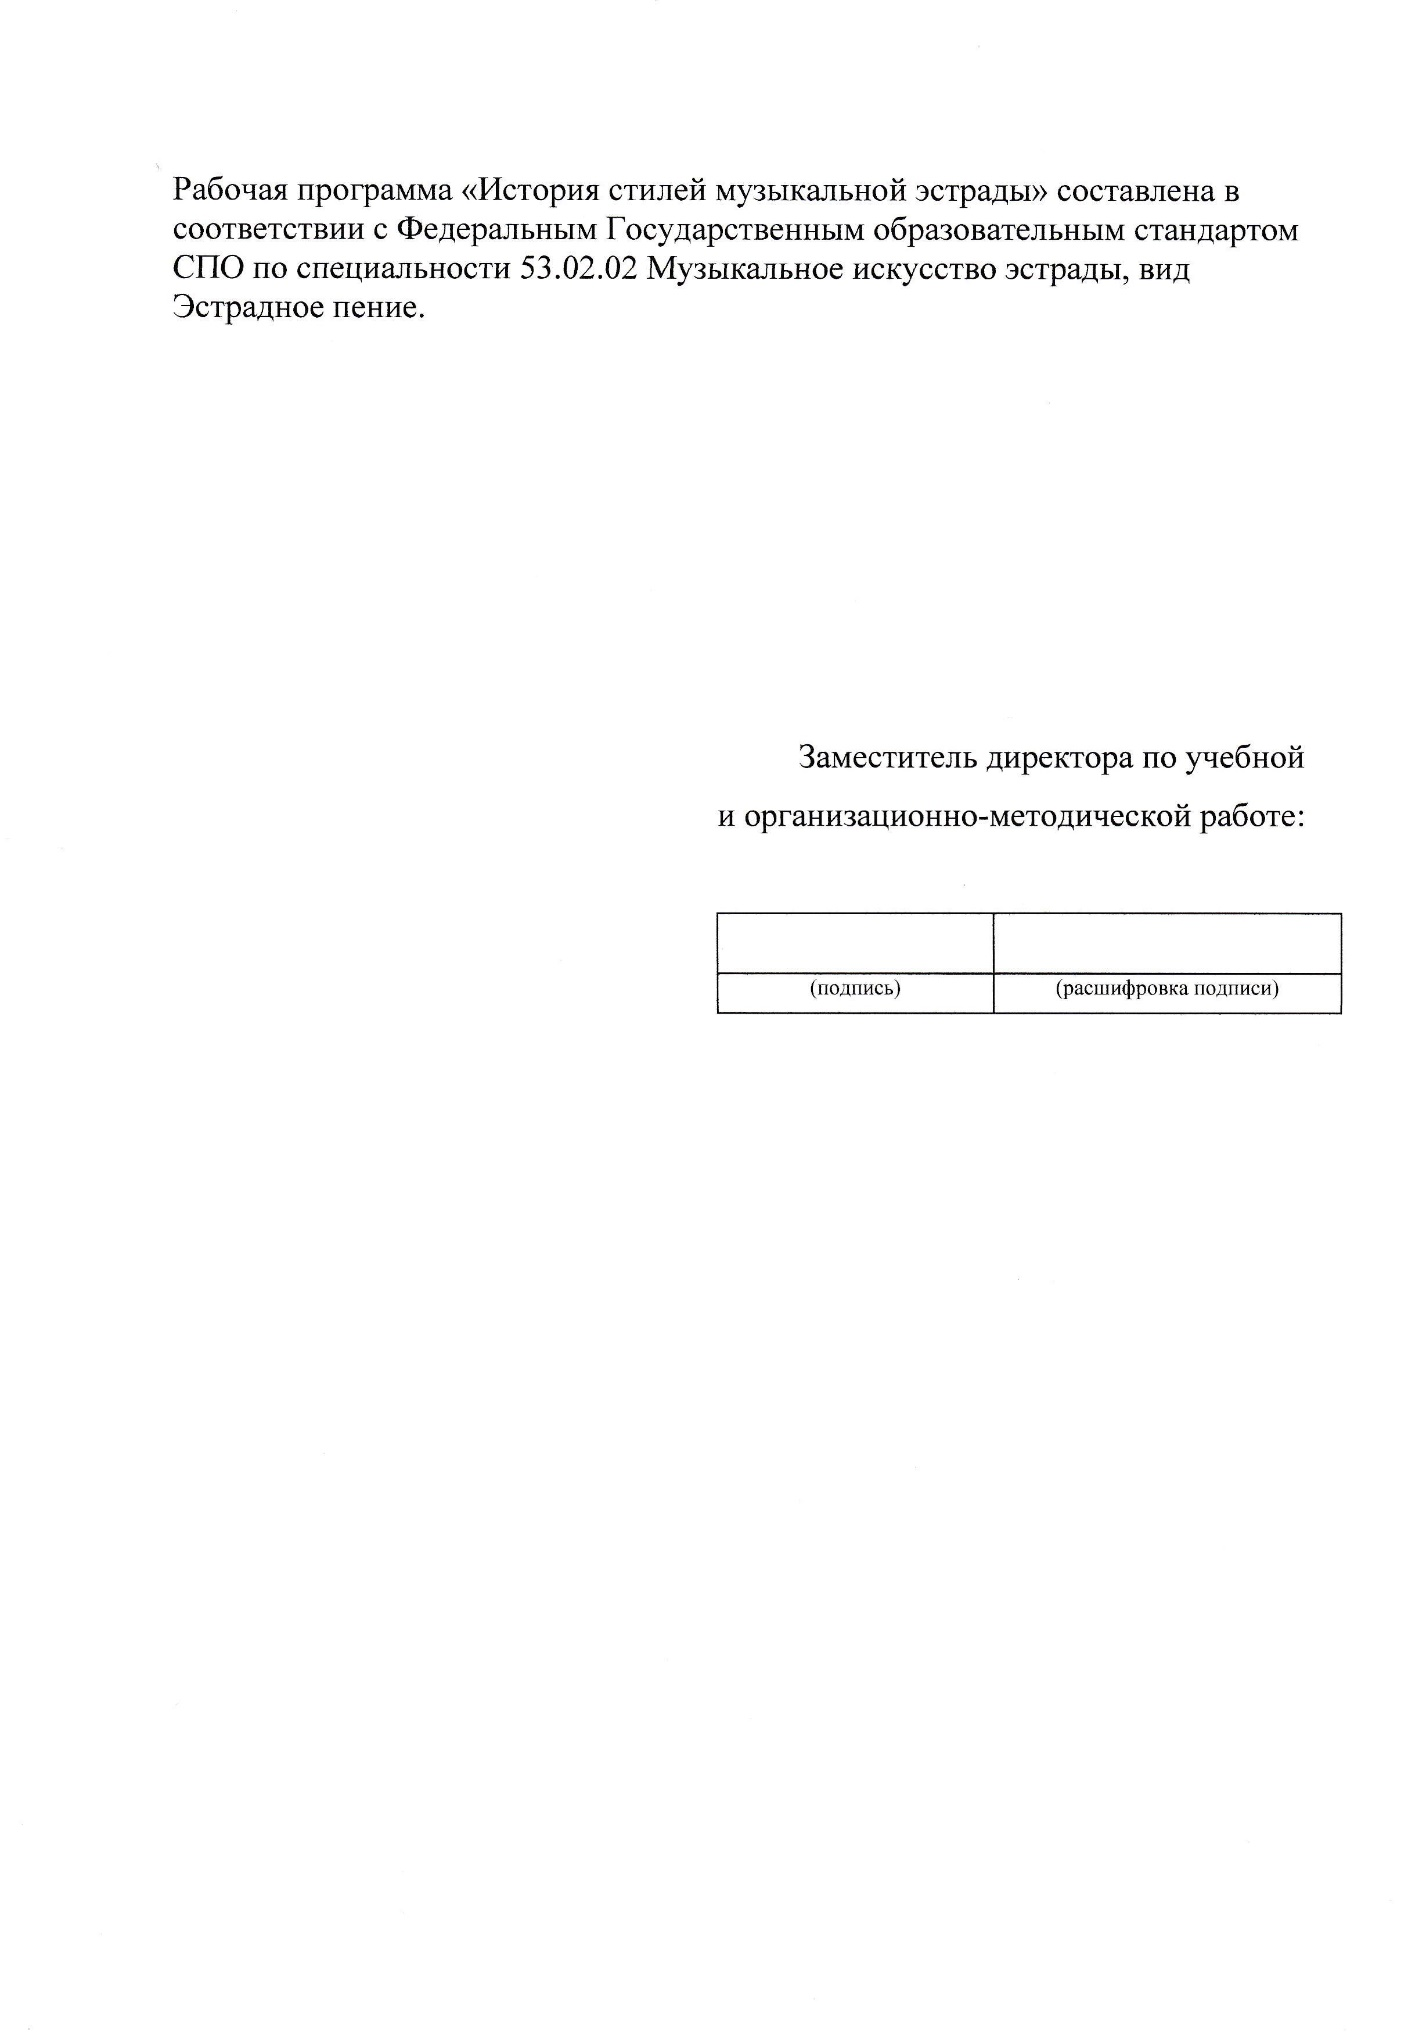 Рабочая программа «История стилей музыкальной эстрады» составлена в
соответствии с Федеральным Государственным образовательным стандартом
СПО по специальности 53.02.02 Музыкальное искусство эстрады, вид
Эстрадное пение.
Заместитель директора по учебной
и организационно-методической работе:
(подпись) (расшифровка подписи)